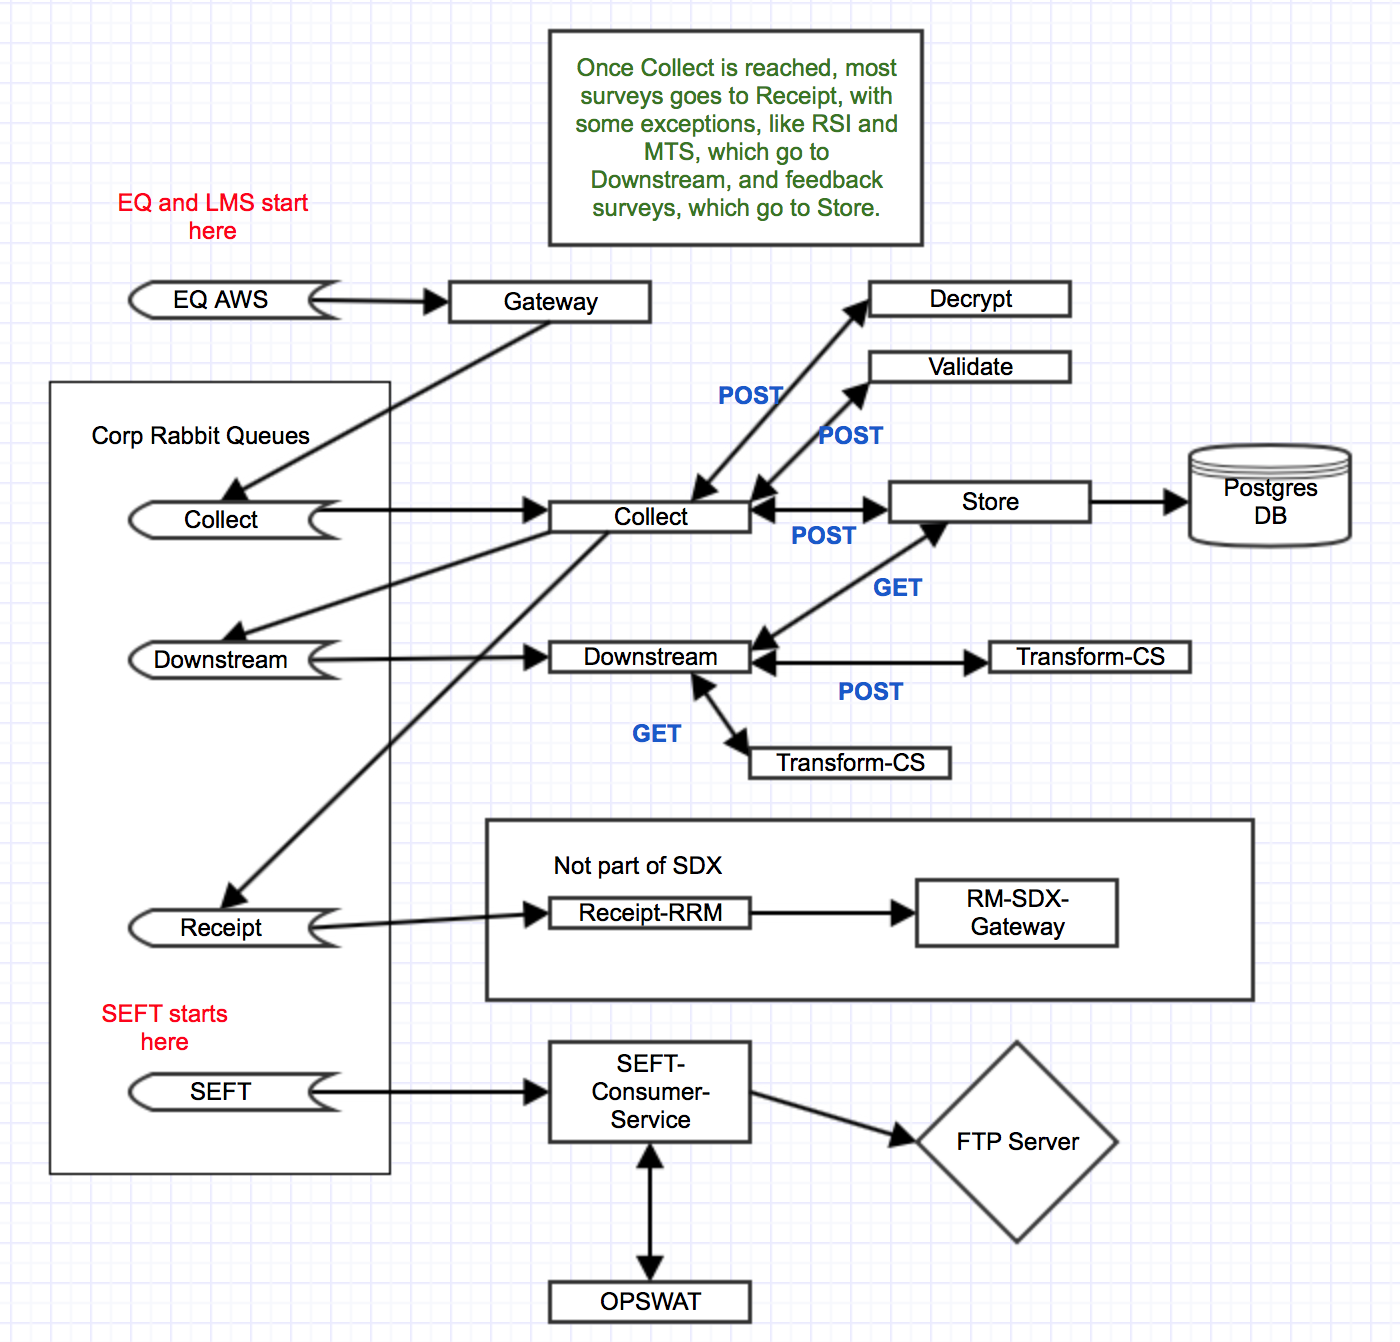 Once Collect is reached, most
surveys goes to Receipt, with
some exceptions, like RSI and
MTS, which go to
Downstream, and feedback
surveys, which go to Store.
EQ and LMS start
here
EQ AWS
Gateway
Decrypt
Validate
POST
POST
Corp Rabbit Queues
Collect
Collect
Store
Postgres
DB
POST
GET
Downstream
Downstream
Transform-CS
POST
GET
Transform-CS
Not part of SDX
Receipt
Receipt-RRM
RM-SDX-
Gateway
SEFT starts
here
SEFT
SEFT-
Consumer-
Service
FTP Server
OPSWAT